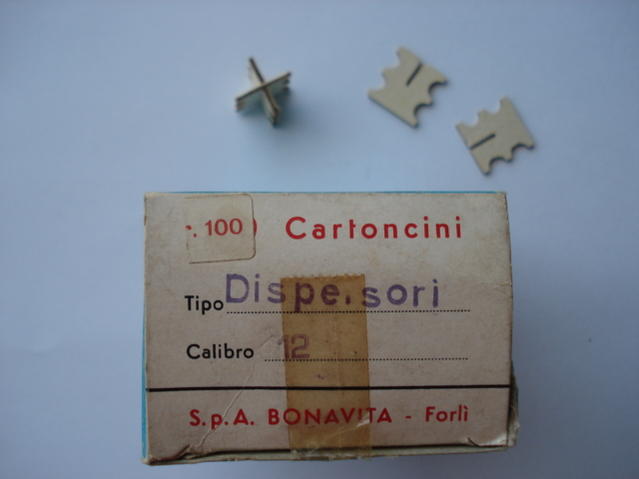 . 100 Cartoncini
Tipo Dispersori
Calibro 12
S.p.A. BONAVITA - Forlì